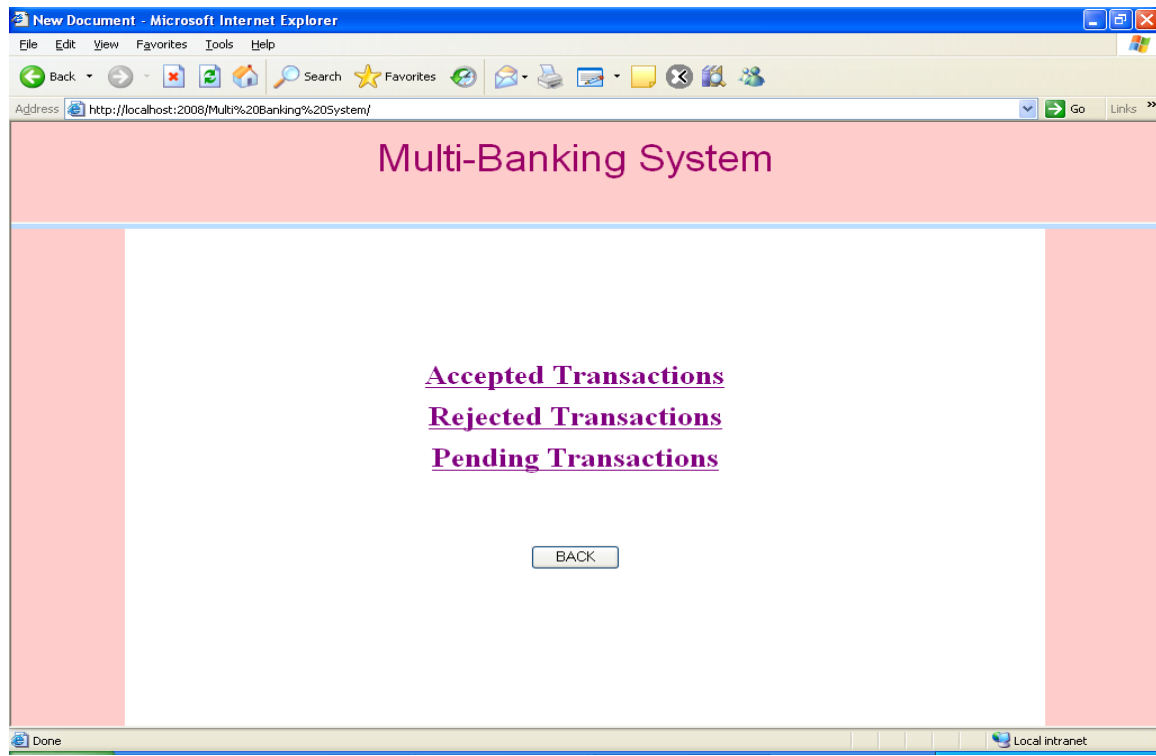 New Document - Microsoft Internet Explorer
File Edit View Favorites Tools Help
Back Search Favorites
Address http://localhost:2008/Multi%20Banking%20System/ Go Links »
Multi-Banking System
Accepted Transactions
Rejected Transactions
Pending Transactions
BACK
Done Local intranet